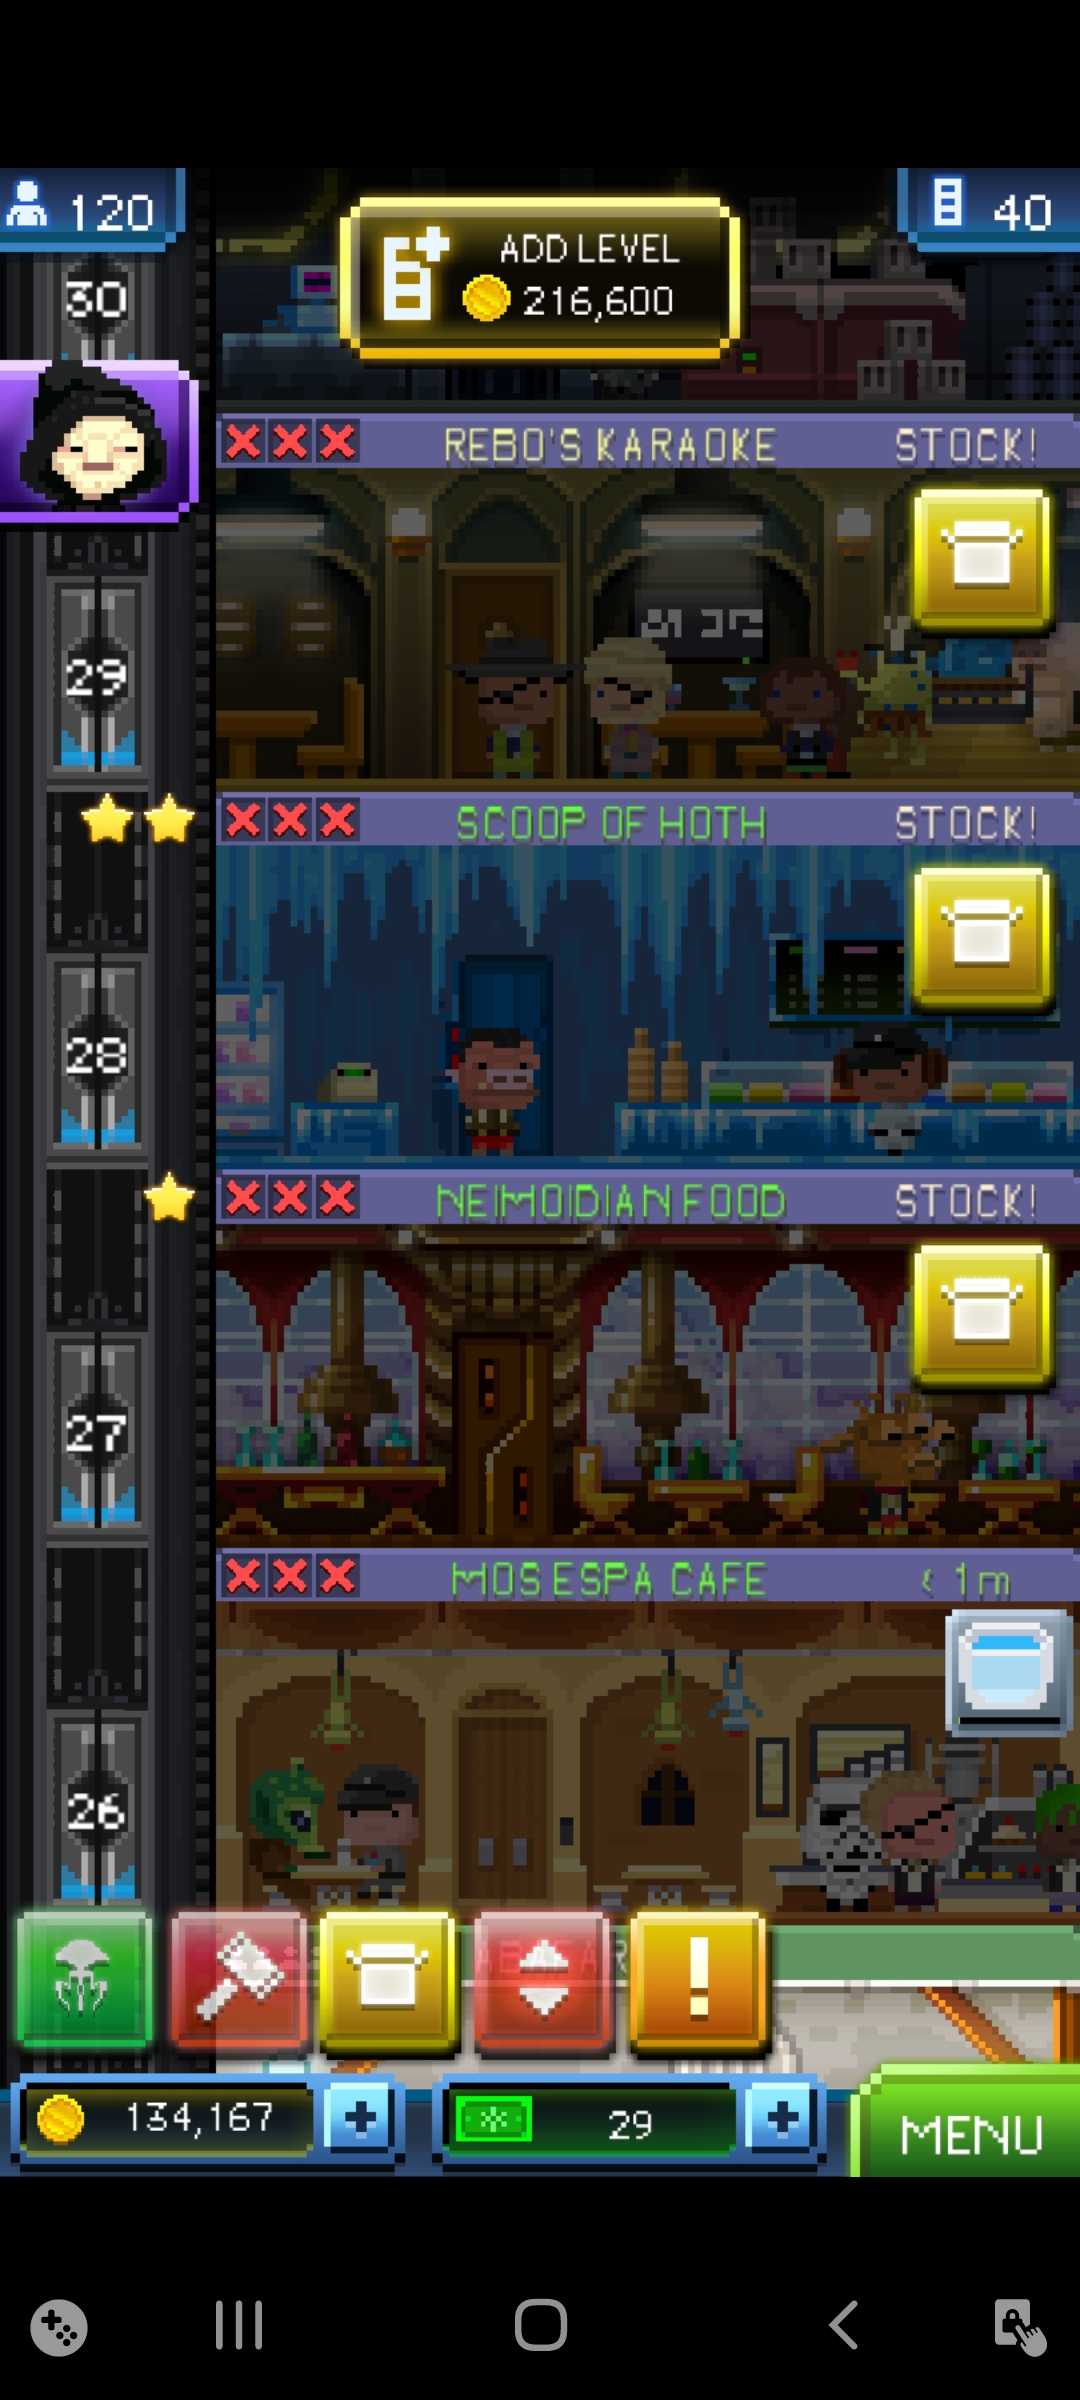 120
ADD LEVEL
216,600
40
30
REBO'S KARAOKE
STOCK!
29
SCOOP OF HOTH
STOCK!
28
NEIMOIDIAN FOOD
STOCK!
27
MOS ESPA CAFE
< 1m
26
134,167
29
MENU